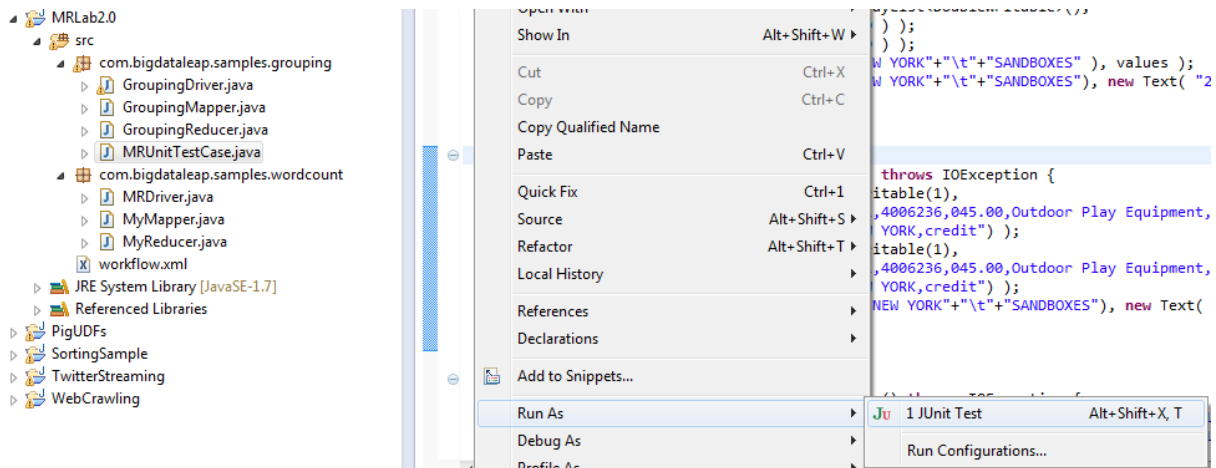 MRLab2.0
src
com.bigdataleap.samples.grouping
GroupingDriver.java
GroupingMapper.java
GroupingReducer.java
MRUnitTestCase.java
com.bigdataleap.samples.wordcount
MRDriver.java
MyMapper.java
MyReducer.java
workflow.xml
JRE System Library [JavaSE-1.7]
Referenced Libraries
PigUDFs
SortingSample
TwitterStreaming
WebCrawling
Open With
Show In Alt+Shift+W
Cut Ctrl+X
Copy Ctrl+C
Copy Qualified Name
Paste Ctrl+V
Quick Fix Ctrl+1
Source Alt+Shift+S
Refactor Alt+Shift+T
Local History
References
Declarations
Add to Snippets...
Run As
Debug As
Profile As
1 JUnit Test Alt+Shift+X, T
Run Configurations...
) );
) );
W YORK"+"\t"+"SANDBOXES" ), values );
W YORK"+"\t"+"SANDBOXES"), new Text( "2
throws IOException {
itable(1),
,4006236,045.00,Outdoor Play Equipment,
YORK,credit") );
itable(1),
,4006236,045.00,Outdoor Play Equipment,
YORK,credit") );
NEW YORK"+"\t"+"SANDBOXES"), new Text(